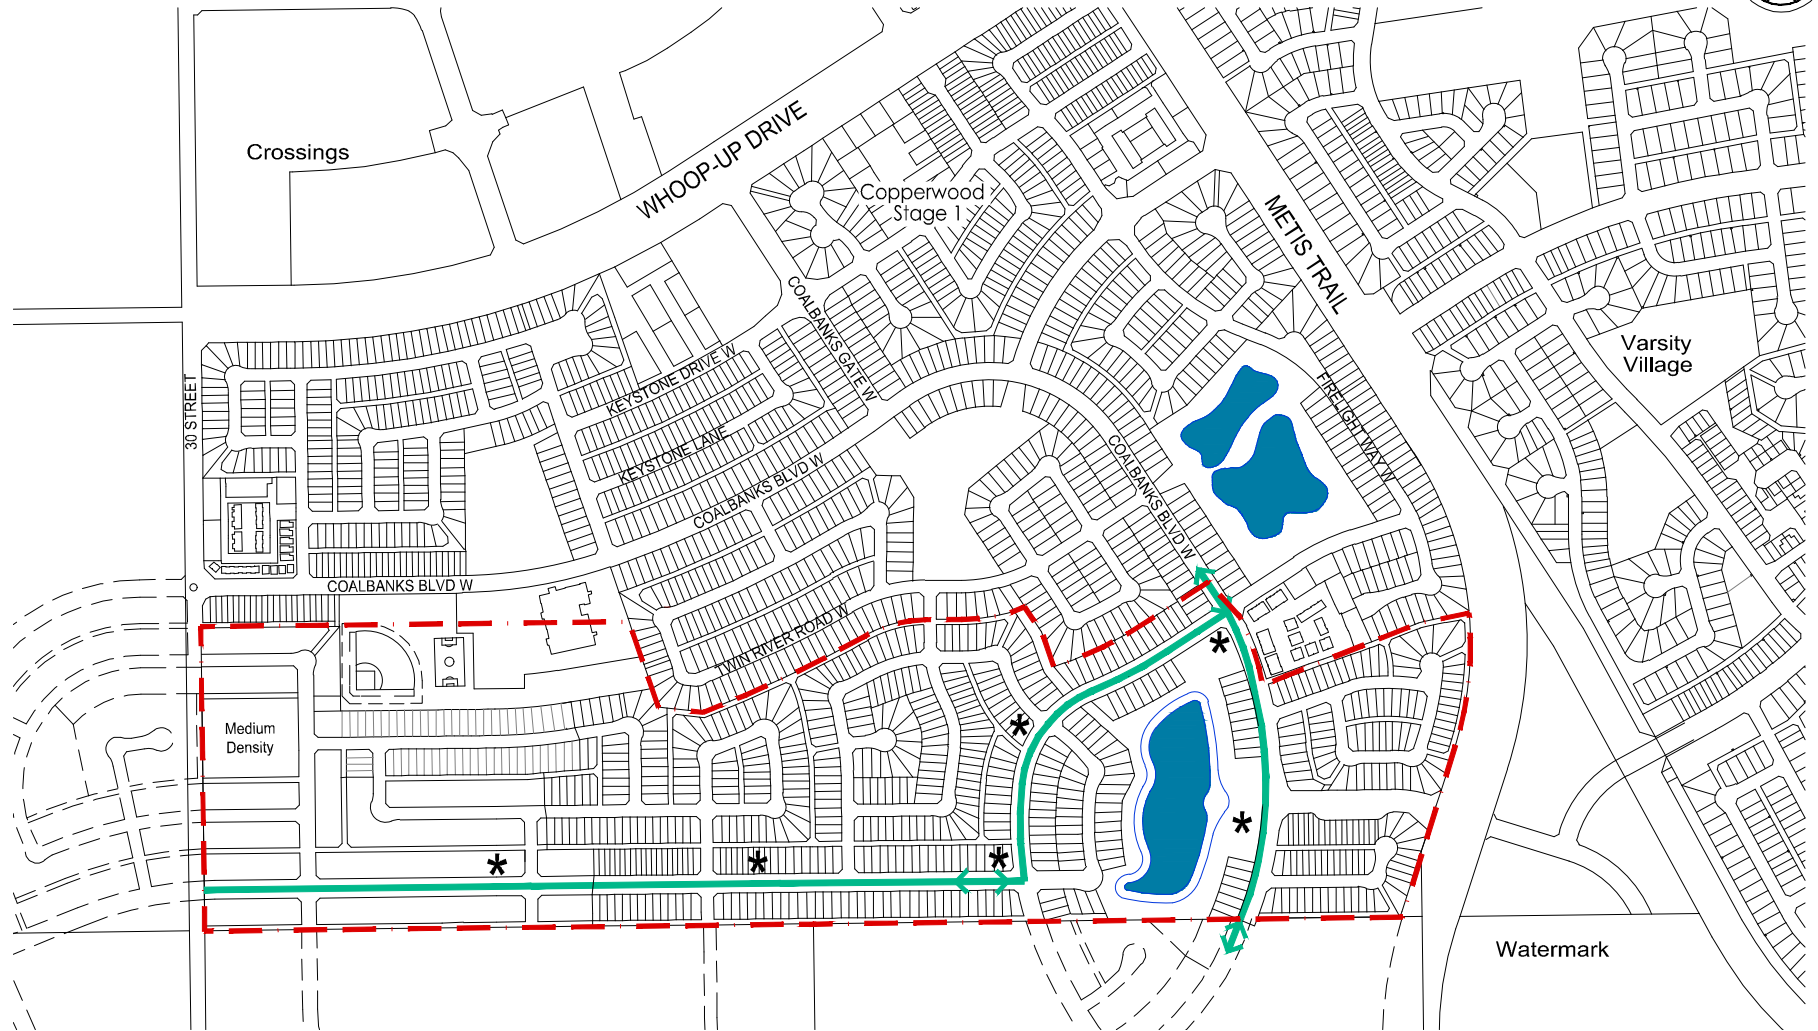 Crossings
WHOOP-UP DRIVE
Copperwood
Stage 1
METIS TRAIL
COALBANKS GATE W
Varsity
Village
KEYSTONE DRIVE W
FIRELIGHT WAY W
30 STREET
KEYSTONE LANE
COALBANKS BLVD W
COALBANKS BLVD W
COALBANKS BLVD W
TWIN RIVER ROAD W
*
Medium
Density
*
*
*
*
*
Watermark